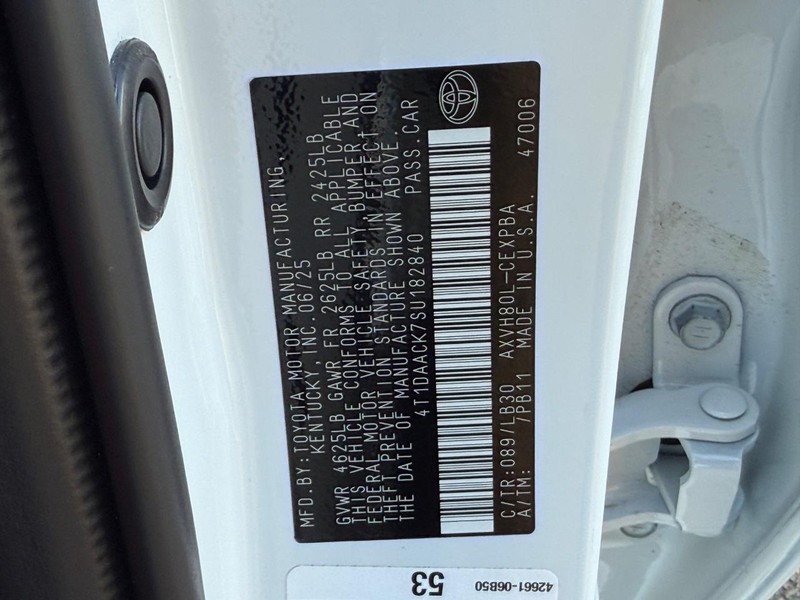 MFD.BY:TOYOTA MOTOR MANUFACTURING,
KENTUCKY, INC. 06/25
GVWR 4625LB GAWR FR 2625LB RR 2425LB
THIS VEHICLE CONFORMS TO ALL APPLICABLE
FEDERAL MOTOR VEHICLE SAFETY, BUMPER, AND
THEFT PREVENTION STANDARDS IN EFFECT ON
THE DATE OF MANUFACTURE SHOWN ABOVE.
4T1DAACK7SU182840 PASS.CAR
C/TR:089/LB30 AXVH80L-CEXPBA
A/TM: /PB11 MADE IN U.S.A. 47006
53
42661-06B50